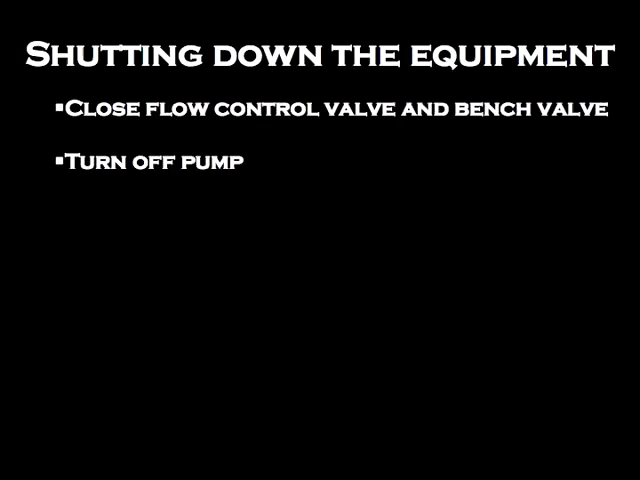 Shutting down the equipment
▪Close flow control valve and bench valve
▪Turn off pump